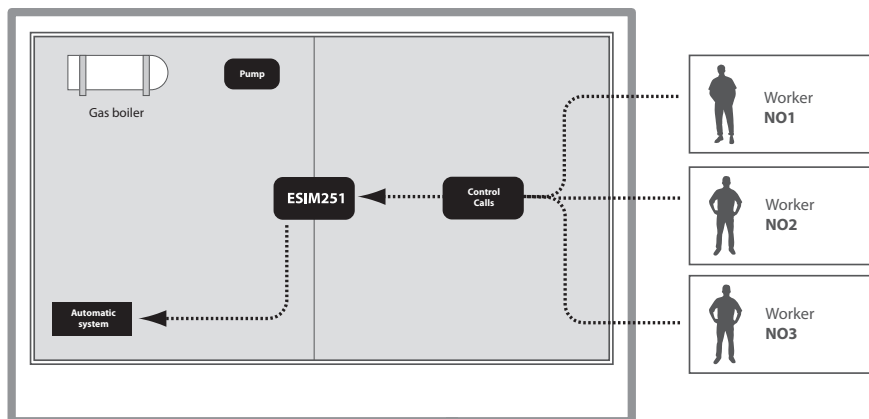 Pump
Gas boiler
Worker
NO1
ESIM251
Control
Calls
Worker
NO2
Automatic
system
Worker
NO3